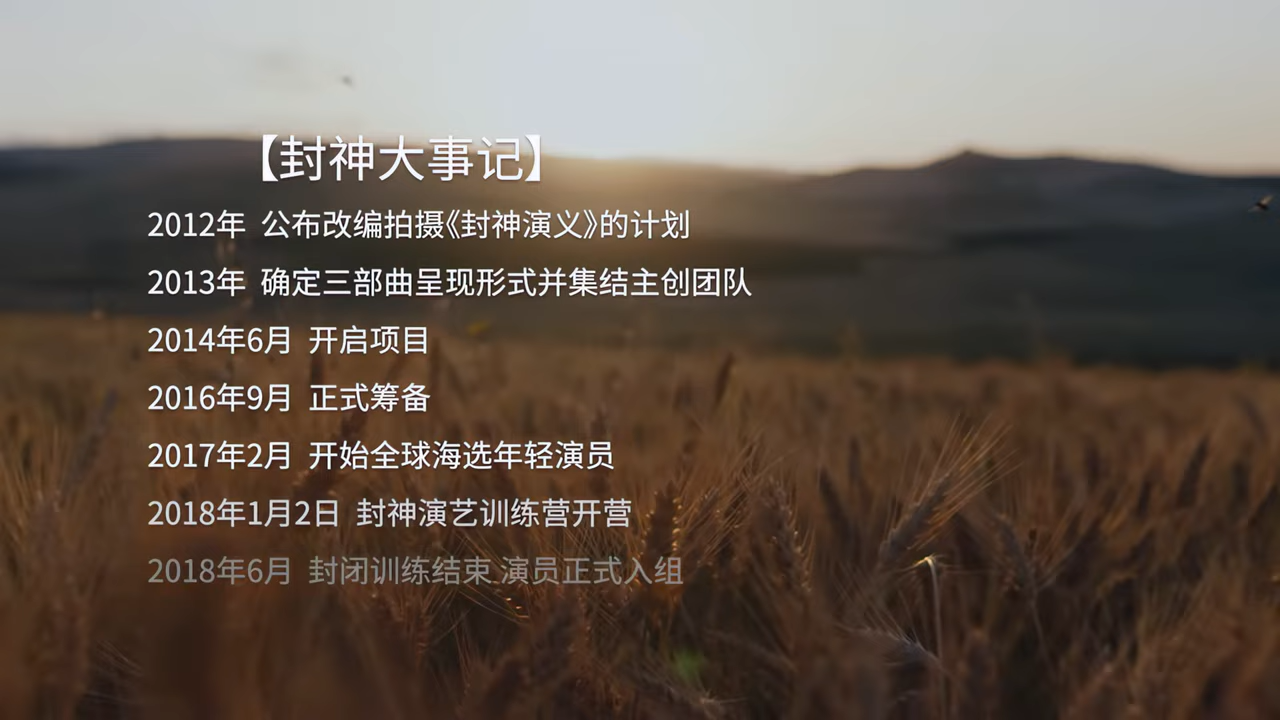 【封神大事记】
2012年 公布改编拍摄《封神演义》的计划
2013年 确定三部曲呈现形式并集结主创团队
2014年6月 开启项目
2016年9月 正式筹备
2017年2月 开始全球海选年轻演员
2018年1月2日 封神演艺训练营开营
2018年6月 封闭训练结束 演员正式入组